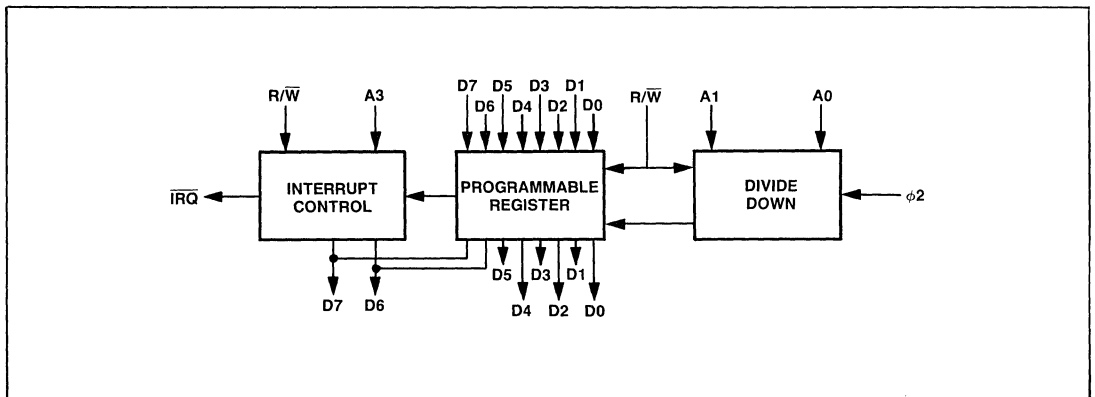 D7 D5 D3 D1
R/W̅ A3 D6 D4 D2 D0 R/W̅ A1 A0
I̅R̅Q̅ INTERRUPT CONTROL PROGRAMMABLE REGISTER DIVIDE DOWN φ2
D5 D3 D1
D7 D6 D4 D2 D0